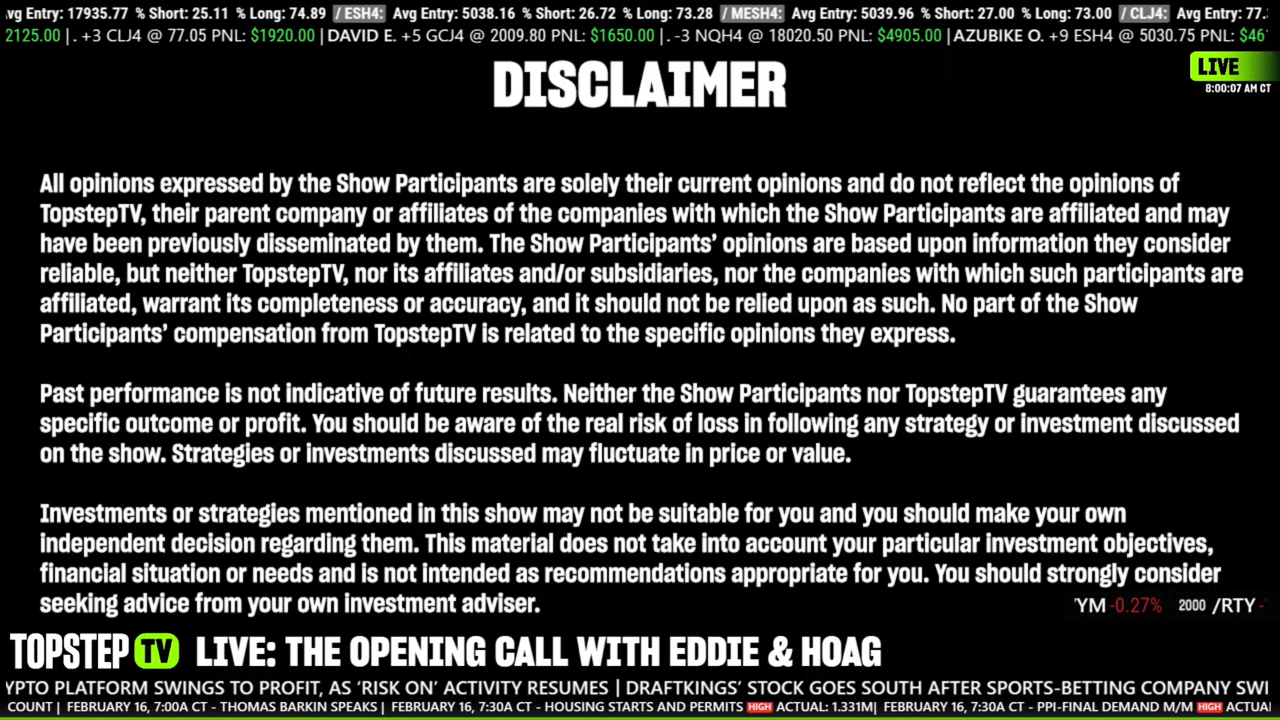 vg Entry: 17935.77 % Short: 25.11 % Long: 74.89 / ESH4: Avg Entry: 5038.16 % Short: 26.72 % Long: 73.28 / MESH4: Avg Entry: 5039.96 % Short: 27.00 % Long: 73.00 / CLJ4: Avg Entry: 77.
2125.00 |. +3 CLJ4 @ 77.05 PNL: $1920.00 |DAVID E. +5 GCJ4 @ 2009.80 PNL: $1650.00 |. -3 NQH4 @ 18020.50 PNL: $4905.00 |AZUBIKE O. +9 ESH4 @ 5030.75 PNL: $46
DISCLAIMER
LIVE
8:00:07 AM CT
All opinions expressed by the Show Participants are solely their current opinions and do not reflect the opinions of
TopstepTV, their parent company or affiliates of the companies with which the Show Participants are affiliated and may
have been previously disseminated by them. The Show Participants' opinions are based upon information they consider
reliable, but neither TopstepTV, nor its affiliates and/or subsidiaries, nor the companies with which such participants are
affiliated, warrant its completeness or accuracy, and it should not be relied upon as such. No part of the Show
Participants' compensation from TopstepTV is related to the specific opinions they express.
Past performance is not indicative of future results. Neither the Show Participants nor TopstepTV guarantees any
specific outcome or profit. You should be aware of the real risk of loss in following any strategy or investment discussed
on the show. Strategies or investments discussed may fluctuate in price or value.
Investments or strategies mentioned in this show may not be suitable for you and you should make your own
independent decision regarding them. This material does not take into account your particular investment objectives,
financial situation or needs and is not intended as recommendations appropriate for you. You should strongly consider
seeking advice from your own investment adviser.
YM -0.27% 2000 /RTY -
TOPSTEP TV LIVE: THE OPENING CALL WITH EDDIE & HOAG
YPTO PLATFORM SWINGS TO PROFIT, AS 'RISK ON' ACTIVITY RESUMES | DRAFTKINGS' STOCK GOES SOUTH AFTER SPORTS-BETTING COMPANY SWI
COUNT | FEBRUARY 16, 7:00A CT - THOMAS BARKIN SPEAKS | FEBRUARY 16, 7:30A CT - HOUSING STARTS AND PERMITS HIGH ACTUAL: 1.331M| FEBRUARY 16, 7:30A CT - PPI-FINAL DEMAND M/M HIGH ACTUA